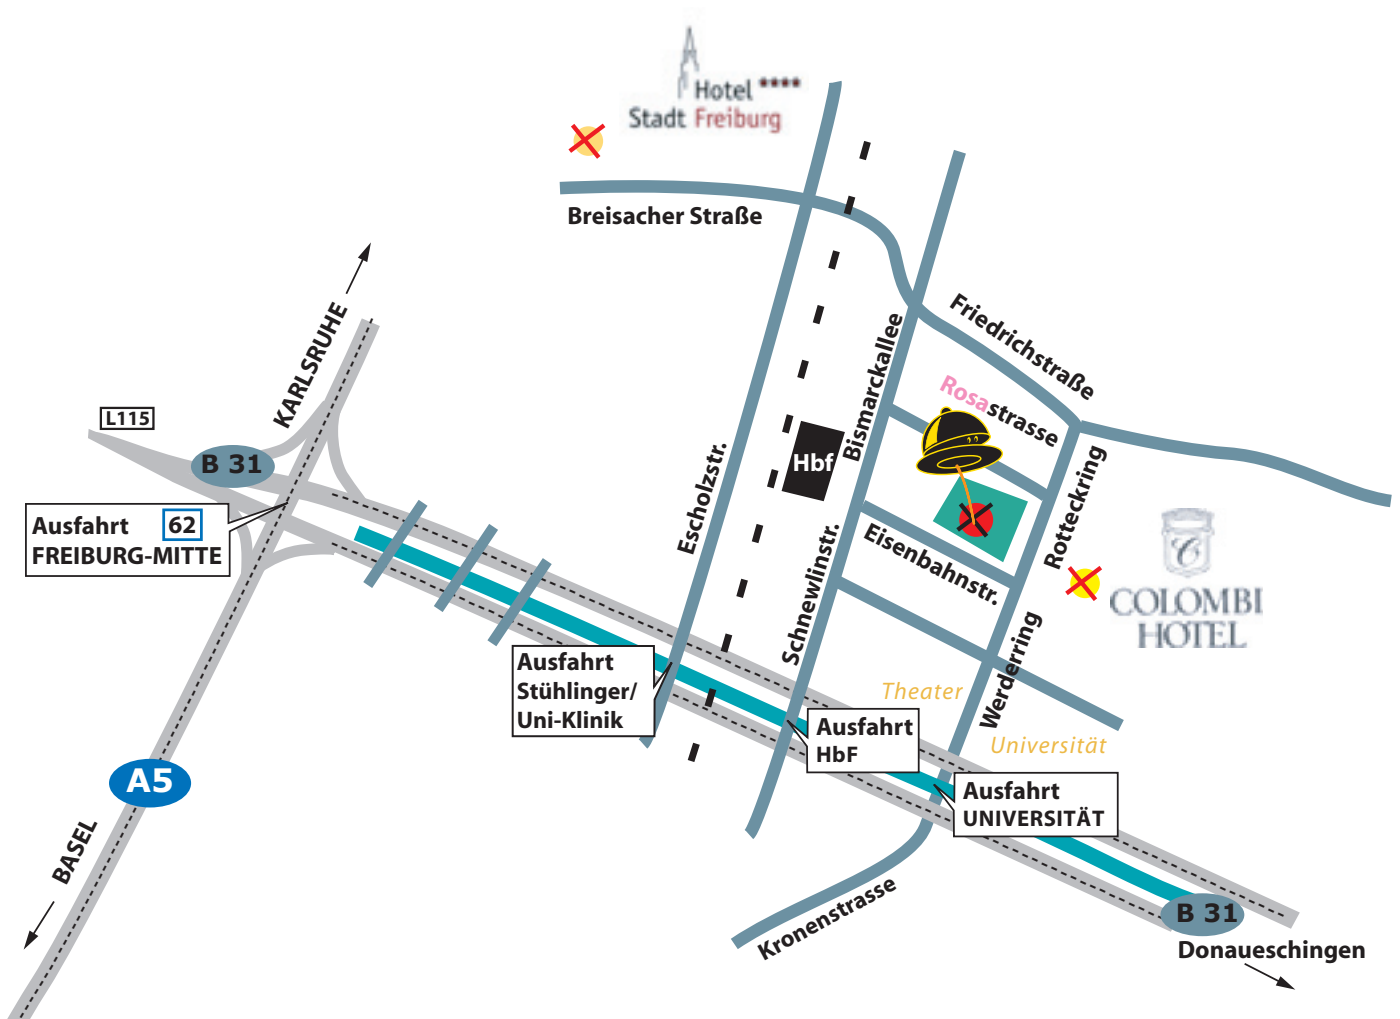 Hotel ****
Stadt Freiburg
Breisacher Straße
KARLSRUHE
Friedrichstraße
Bismarckallee
Rosastrasse
L115
B 31
Hbf
Escholzstr.
Rotteckring
Ausfahrt 62
FREIBURG-MITTE
Eisenbahnstr.
Schnewlinstr.
C
COLOMBI
HOTEL
Ausfahrt
Stühlinger/
Uni-Klinik
Theater
Werderring
Universität
Ausfahrt
HbF
A5
Ausfahrt
UNIVERSITÄT
BASEL
Kronenstrasse
B 31
Donaueschingen